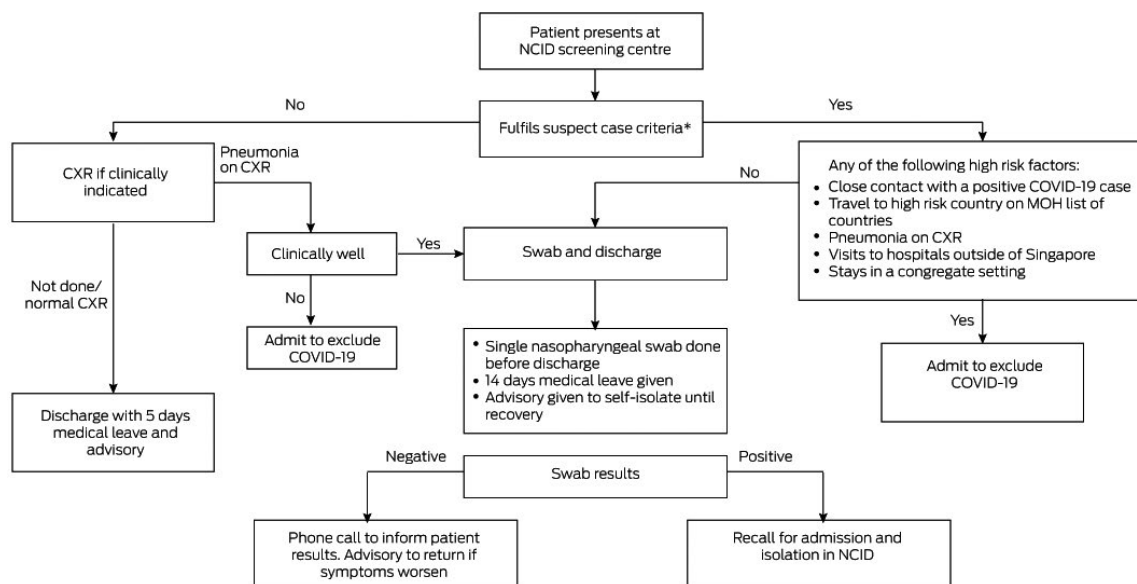 Patient presents at
NCID screening centre
No
Yes
Fulfils suspect case criteria*
CXR if clinically
indicated
Pneumonia
on CXR
No
Any of the following high risk factors:
• Close contact with a positive COVID-19 case
• Travel to high risk country on MOH list of
countries
• Pneumonia on CXR
• Visits to hospitals outside of Singapore
• Stays in a congregate setting
Clinically well
Yes
Swab and discharge
Not done/
normal CXR
No
Yes
Admit to exclude
COVID-19
• Single nasopharyngeal swab done
before discharge
• 14 days medical leave given
• Advisory given to self-isolate until
recovery
Admit to exclude
COVID-19
Discharge with 5 days
medical leave and
advisory
Negative
Swab results
Positive
Phone call to inform patient
results. Advisory to return if
symptoms worsen
Recall for admission and
isolation in NCID